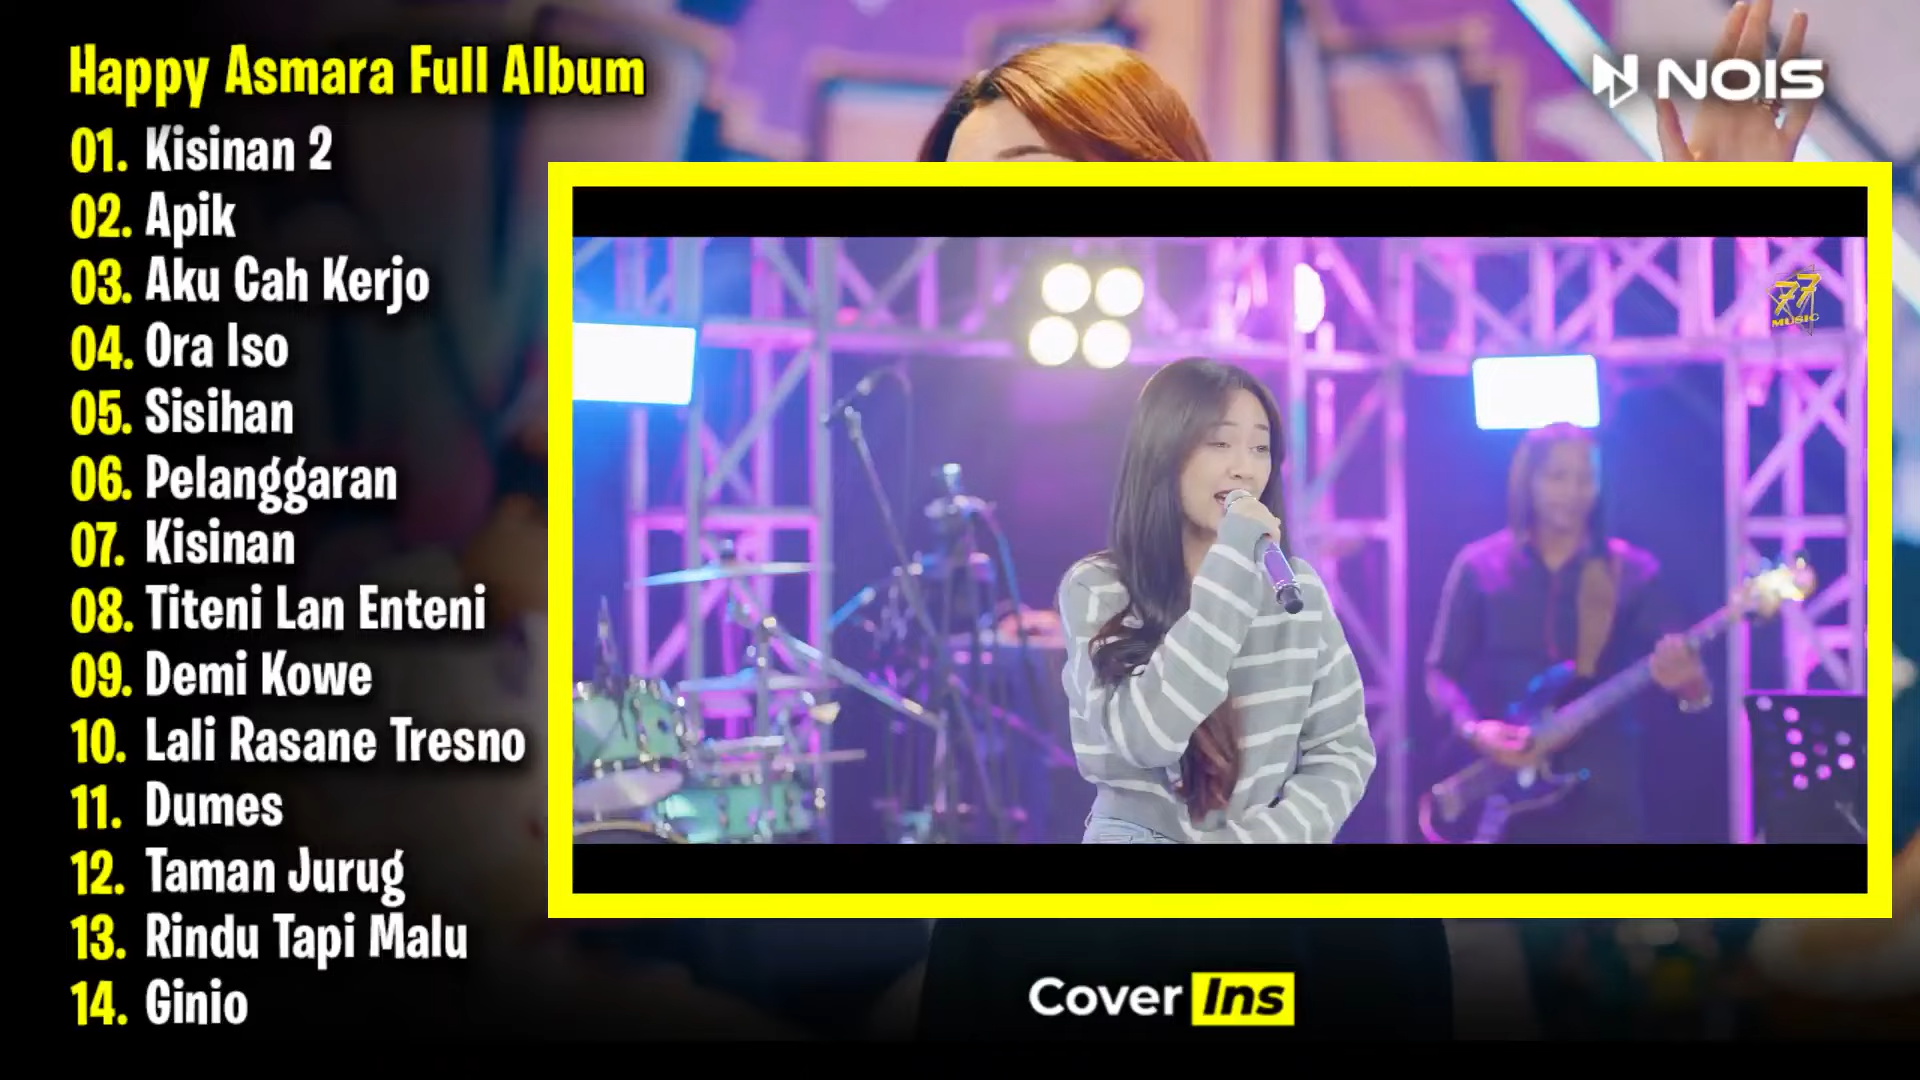 Happy Asmara Full Album
NOIS
01. Kisinan 2
02. Apik
03. Aku Cah Kerjo
04. Ora Iso
05. Sisihan
06. Pelanggaran
07. Kisinan
08. Titeni Lan Enteni
09. Demi Kowe
10. Lali Rasane Tresno
11. Dumes
12. Taman Jurug
13. Rindu Tapi Malu
14. Ginio
77
MUSIC
Cover Ins